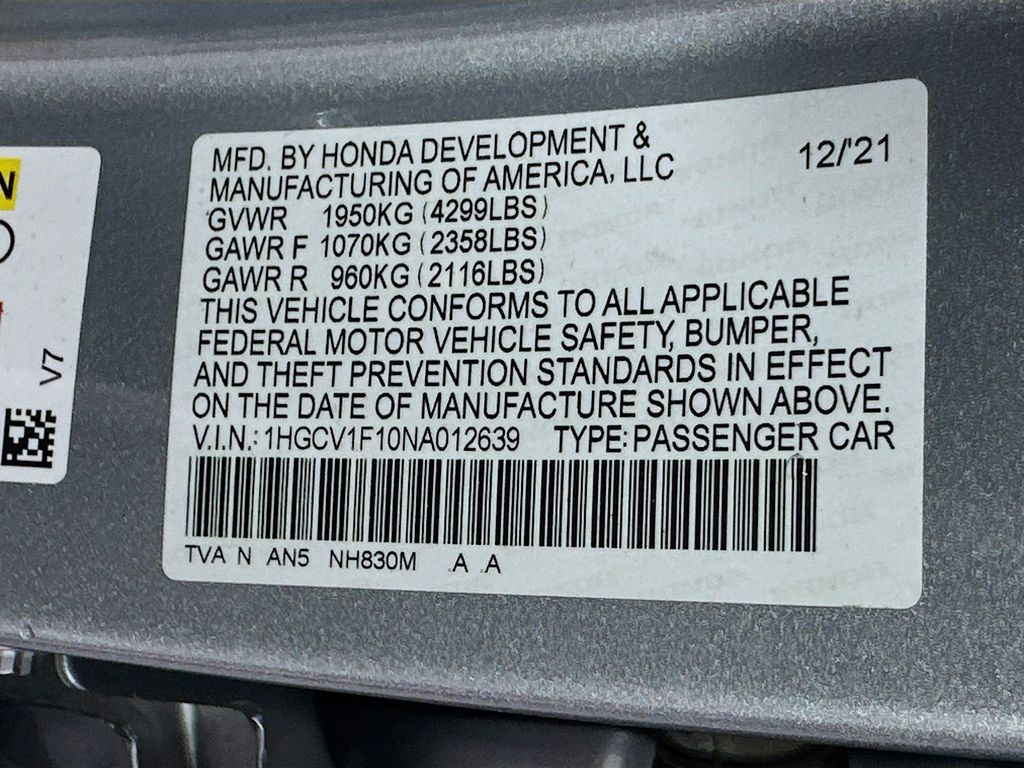 N
V7
MFD. BY HONDA DEVELOPMENT & 12/'21
MANUFACTURING OF AMERICA, LLC
GVWR 1950KG (4299LBS)
GAWR F 1070KG (2358LBS)
GAWR R 960KG (2116LBS)
THIS VEHICLE CONFORMS TO ALL APPLICABLE
FEDERAL MOTOR VEHICLE SAFETY, BUMPER,
AND THEFT PREVENTION STANDARDS IN EFFECT
ON THE DATE OF MANUFACTURE SHOWN ABOVE.
V.I.N.: 1HGCV1F10NA012639 TYPE: PASSENGER CAR
TVA N AN5 NH830M A A